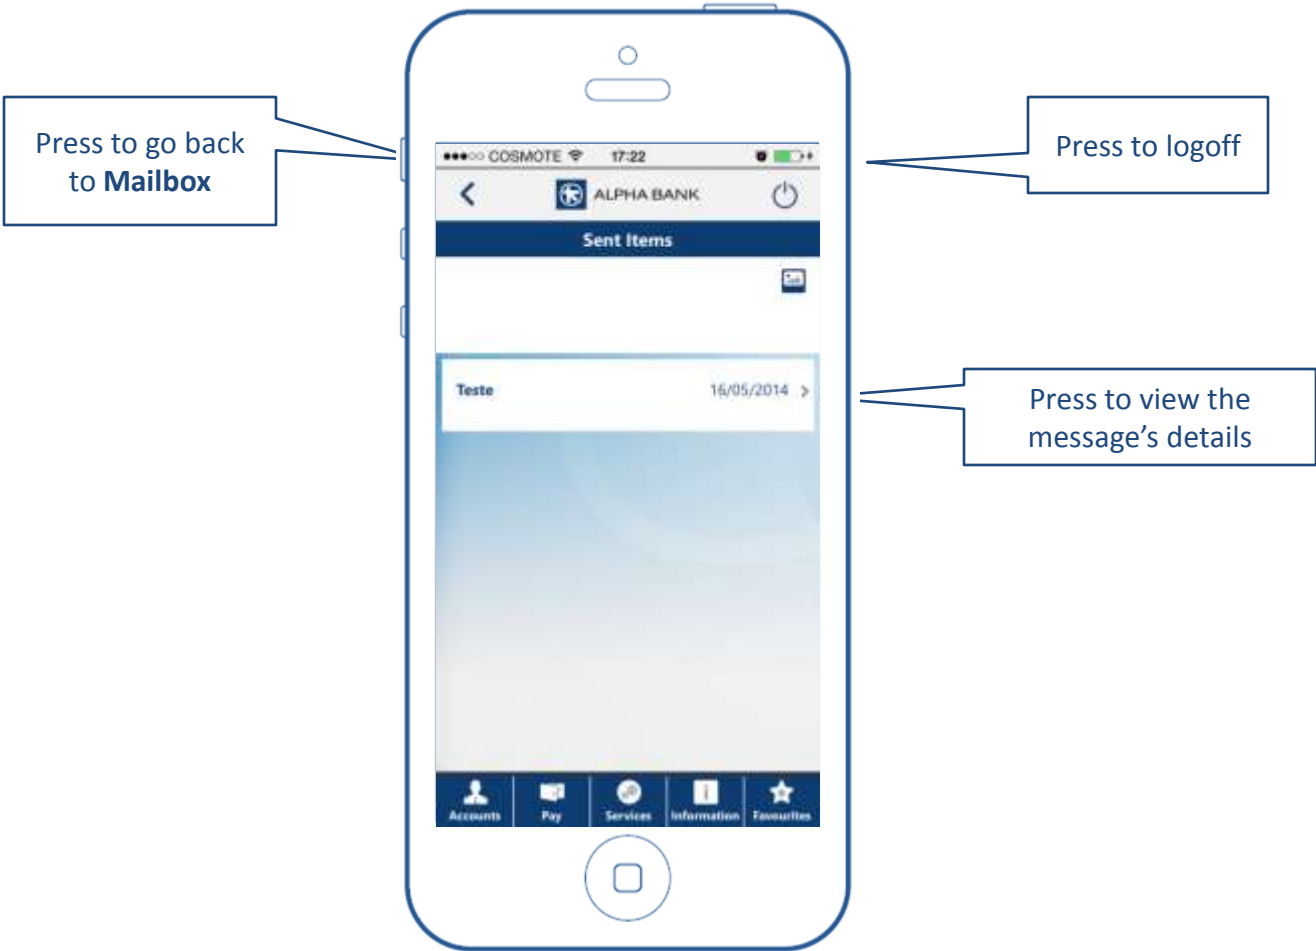 Press to go back
to Mailbox
Press to logoff
COSMOTE 17:22
ALPHA BANK
Sent Items
Teste 16/05/2014
Press to view the
message’s details
Accounts Pay Services Information Favourites